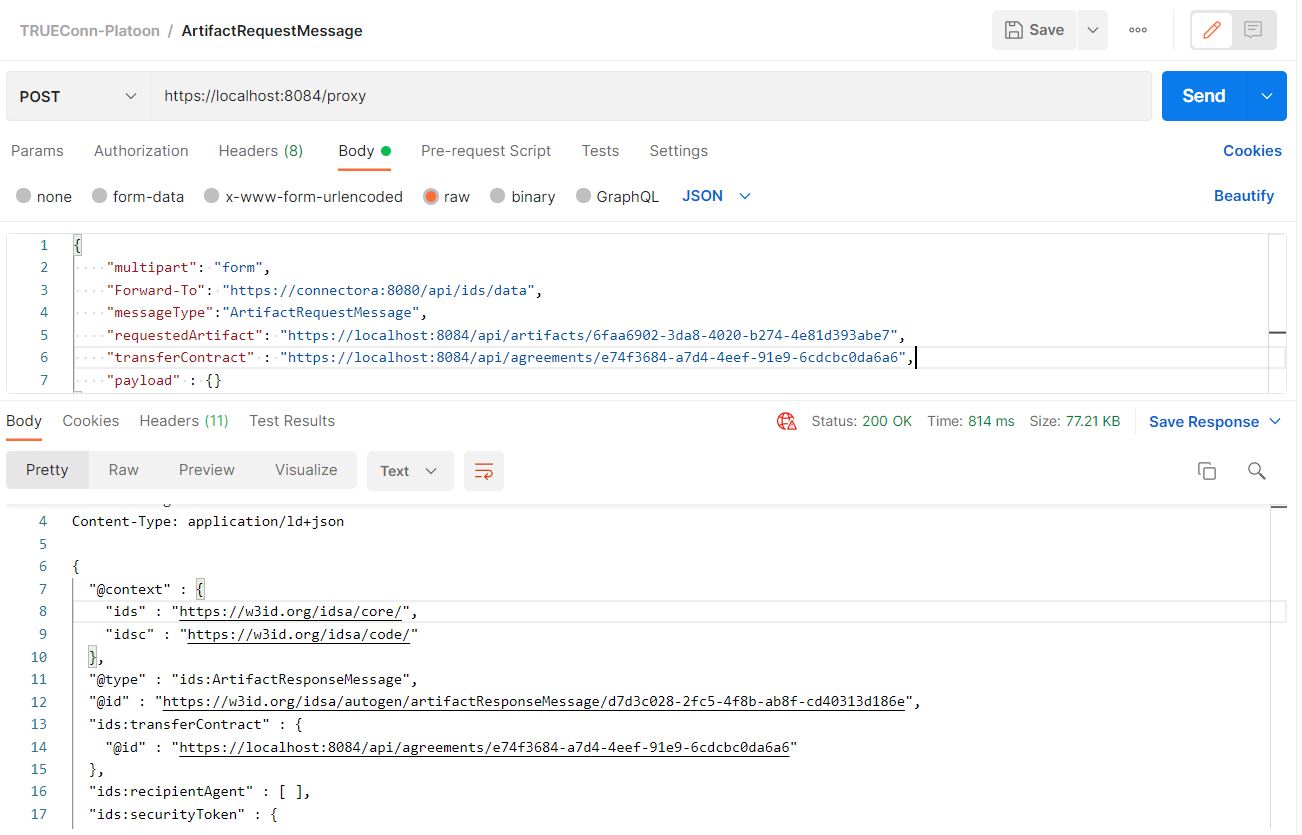 TRUEConn-Platoon / ArtifactRequestMessage
Save
POST
https://localhost:8084/proxy
Send
Params Authorization Headers (8) Body Pre-request Script Tests Settings Cookies
none form-data x-www-form-urlencoded raw binary GraphQL JSON Beautify
1 {
2 "multipart": "form",
3 "Forward-To": "https://connectora:8080/api/ids/data",
4 "messageType":"ArtifactRequestMessage",
5 "requestedArtifact": "https://localhost:8084/api/artifacts/6faa6902-3da8-4020-b274-4e81d393abe7",
6 "transferContract" : "https://localhost:8084/api/agreements/e74f3684-a7d4-4eef-91e9-6cdcbc0da6a6",
7 "payload" : {}
Body Cookies Headers (11) Test Results Status: 200 OK Time: 814 ms Size: 77.21 KB Save Response
Pretty Raw Preview Visualize Text
4 Content-Type: application/ld+json
5
6 {
7 "@context" : {
8 "ids" : "https://w3id.org/idsa/core/",
9 "idsc" : "https://w3id.org/idsa/code/"
10 },
11 "@type" : "ids:ArtifactResponseMessage",
12 "@id" : "https://w3id.org/idsa/autogen/artifactResponseMessage/d7d3c028-2fc5-4f8b-ab8f-cd40313d186e",
13 "ids:transferContract" : {
14 "@id" : "https://localhost:8084/api/agreements/e74f3684-a7d4-4eef-91e9-6cdcbc0da6a6"
15 },
16 "ids:recipientAgent" : [ ],
17 "ids:securityToken" : {